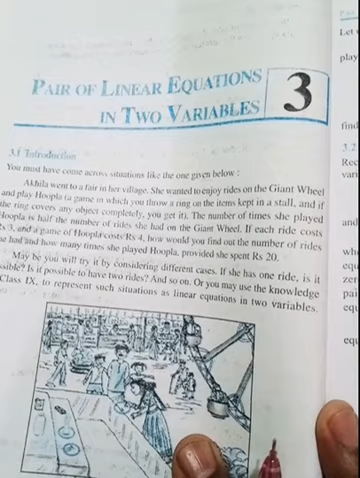 PAIR OF LINEAR EQUATIONS
IN TWO VARIABLES
3
3.1 Introduction
You must have come across situations like the one given below :
Akhila went to a fair in her village. She wanted to enjoy rides on the Giant Wheel
and play Hoopla (a game in which you throw a ring on the items kept in a stall, and if
the ring covers any object completely, you get it). The number of times she played
Hoopla is half the number of rides she had on the Giant Wheel. If each ride costs
Rs 3, and a game of Hoopla costs Rs 4, how would you find out the number of rides
she had and how many times she played Hoopla, provided she spent Rs 20.
May be you will try it by considering different cases. If she has one ride, is it
ssible? Is it possible to have two rides? And so on. Or you may use the knowledge
Class IX, to represent such situations as linear equations in two variables.
Let
play
find
3.2
Rec
vari
and
whe
equ
zer
pai
equ
equ